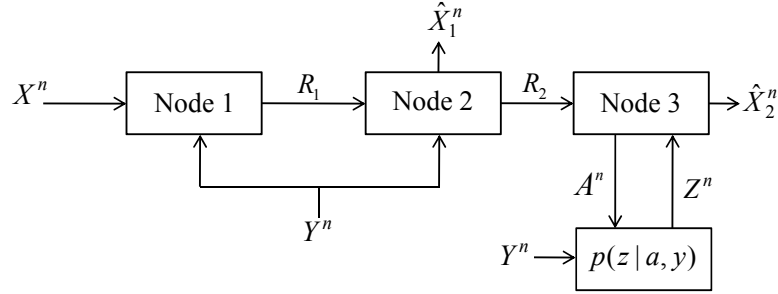 X̂₁ⁿ
Xⁿ Node 1 R₁ Node 2 R₂ Node 3 X̂₂ⁿ
Aⁿ Zⁿ
Yⁿ
Yⁿ p(z | a, y)